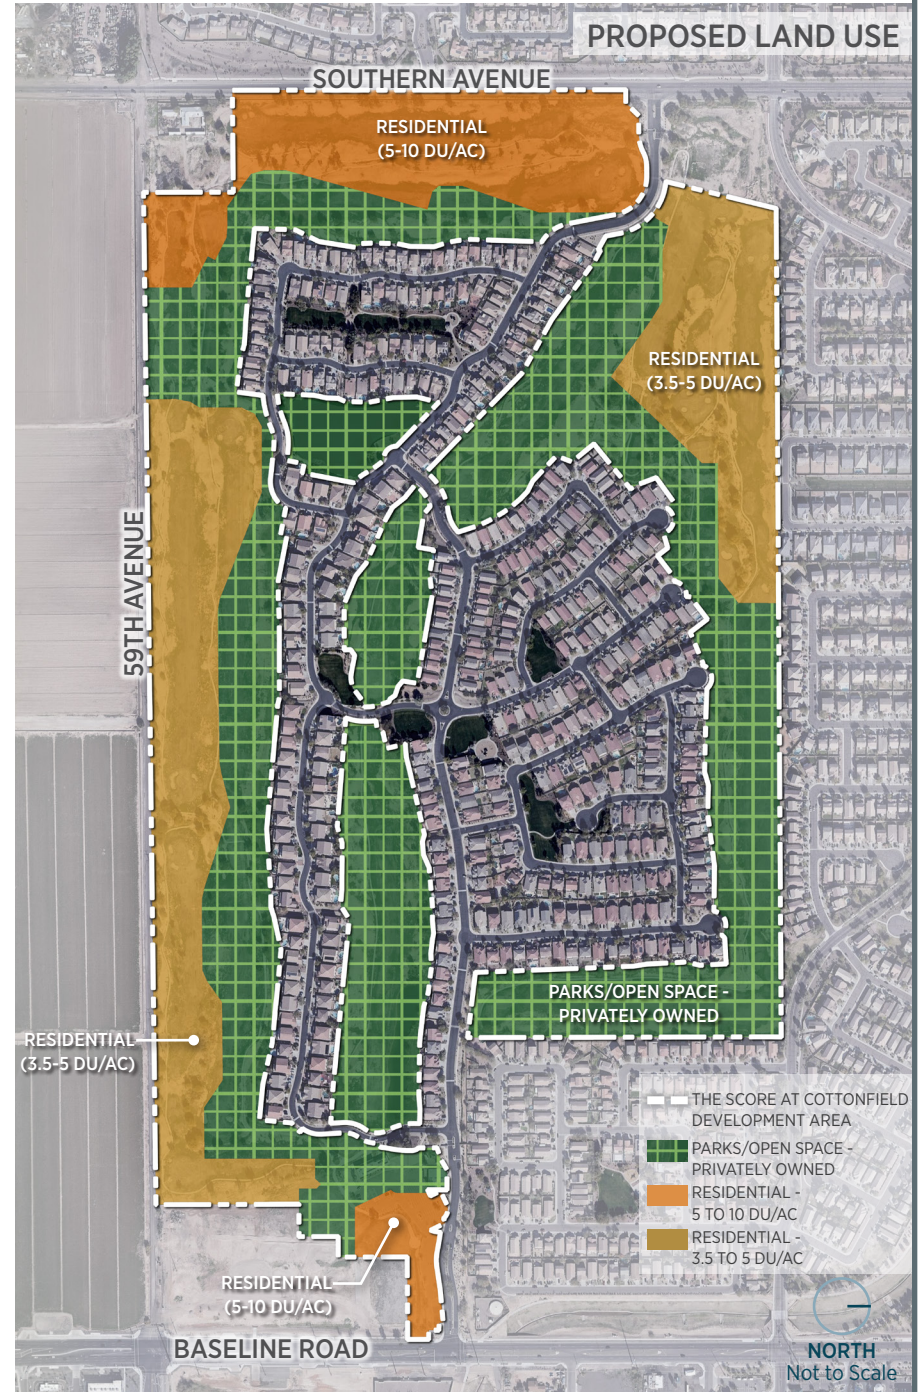 PROPOSED LAND USE
SOUTHERN AVENUE
RESIDENTIAL
(5-10 DU/AC)
RESIDENTIAL
(3.5-5 DU/AC)
59TH AVENUE
PARKS/OPEN SPACE -
PRIVATELY OWNED
RESIDENTIAL
(3.5-5 DU/AC)
THE SCORE AT COTTONFIELD
DEVELOPMENT AREA
PARKS/OPEN SPACE -
PRIVATELY OWNED
RESIDENTIAL -
5 TO 10 DU/AC
RESIDENTIAL -
3.5 TO 5 DU/AC
RESIDENTIAL
(5-10 DU/AC)
BASELINE ROAD
NORTH
Not to Scale